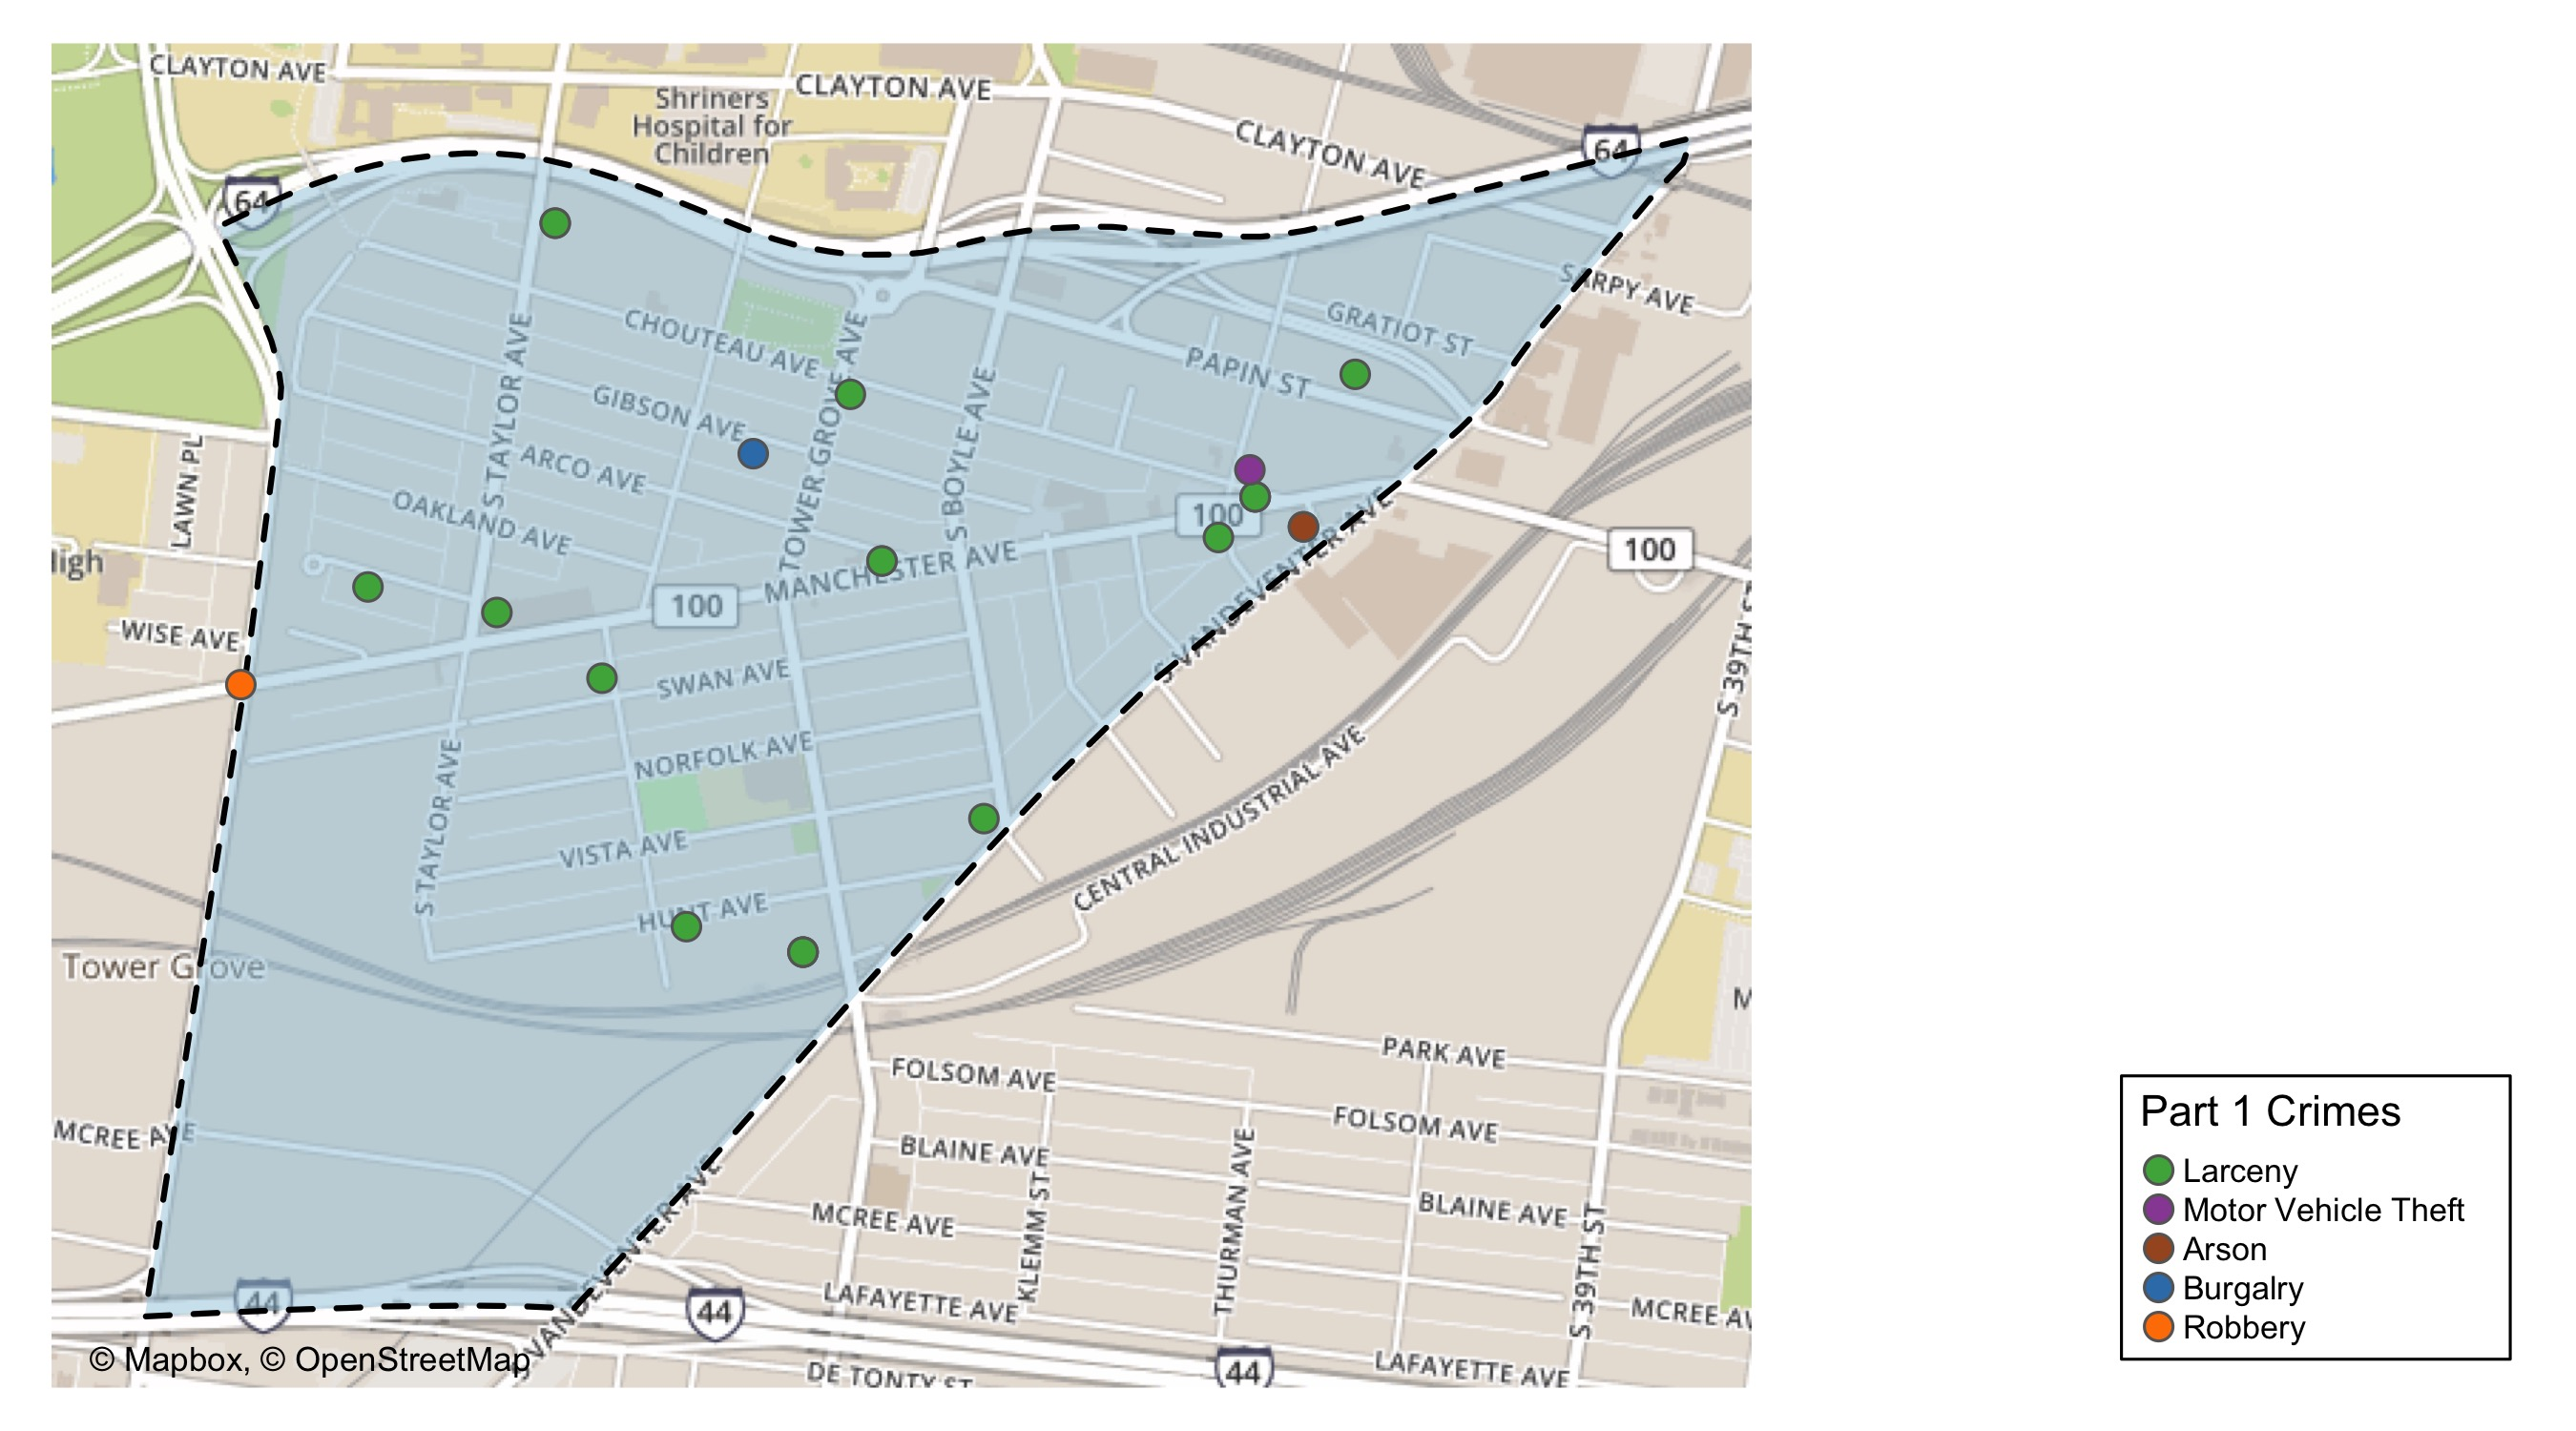 CLAYTON AVE
CLAYTON AVE
Shriners
Hospital for
Children
CLAYTON AVE
64
64
SARPY AVE
GRATIOT ST
PAPIN ST
CHOUTEAU AVE
GIBSON AVE
ARCO AVE
OAKLAND AVE
S TAYLOR AVE
TOWER GROVE AVE
S BOYLE AVE
LAWN PL
100
100
100
MANCHESTER AVE
S VANDEVENTER AVE
High
WISE AVE
SWAN AVE
NORFOLK AVE
S TAYLOR AVE
VISTA AVE
HUNT AVE
CENTRAL INDUSTRIAL AVE
S 39TH ST
Tower Grove
M
PARK AVE
FOLSOM AVE
FOLSOM AVE
MCREE AVE
BLAINE AVE
BLAINE AVE
KLEMM ST
THURMAN AVE
S 39TH ST
MCREE AVE
S VANDEVENTER AVE
LAFAYETTE AVE
MCREE AV
44
44
44
LAFAYETTE AVE
DE TONTY ST
© Mapbox, © OpenStreetMap
Part 1 Crimes
Larceny
Motor Vehicle Theft
Arson
Burgalry
Robbery